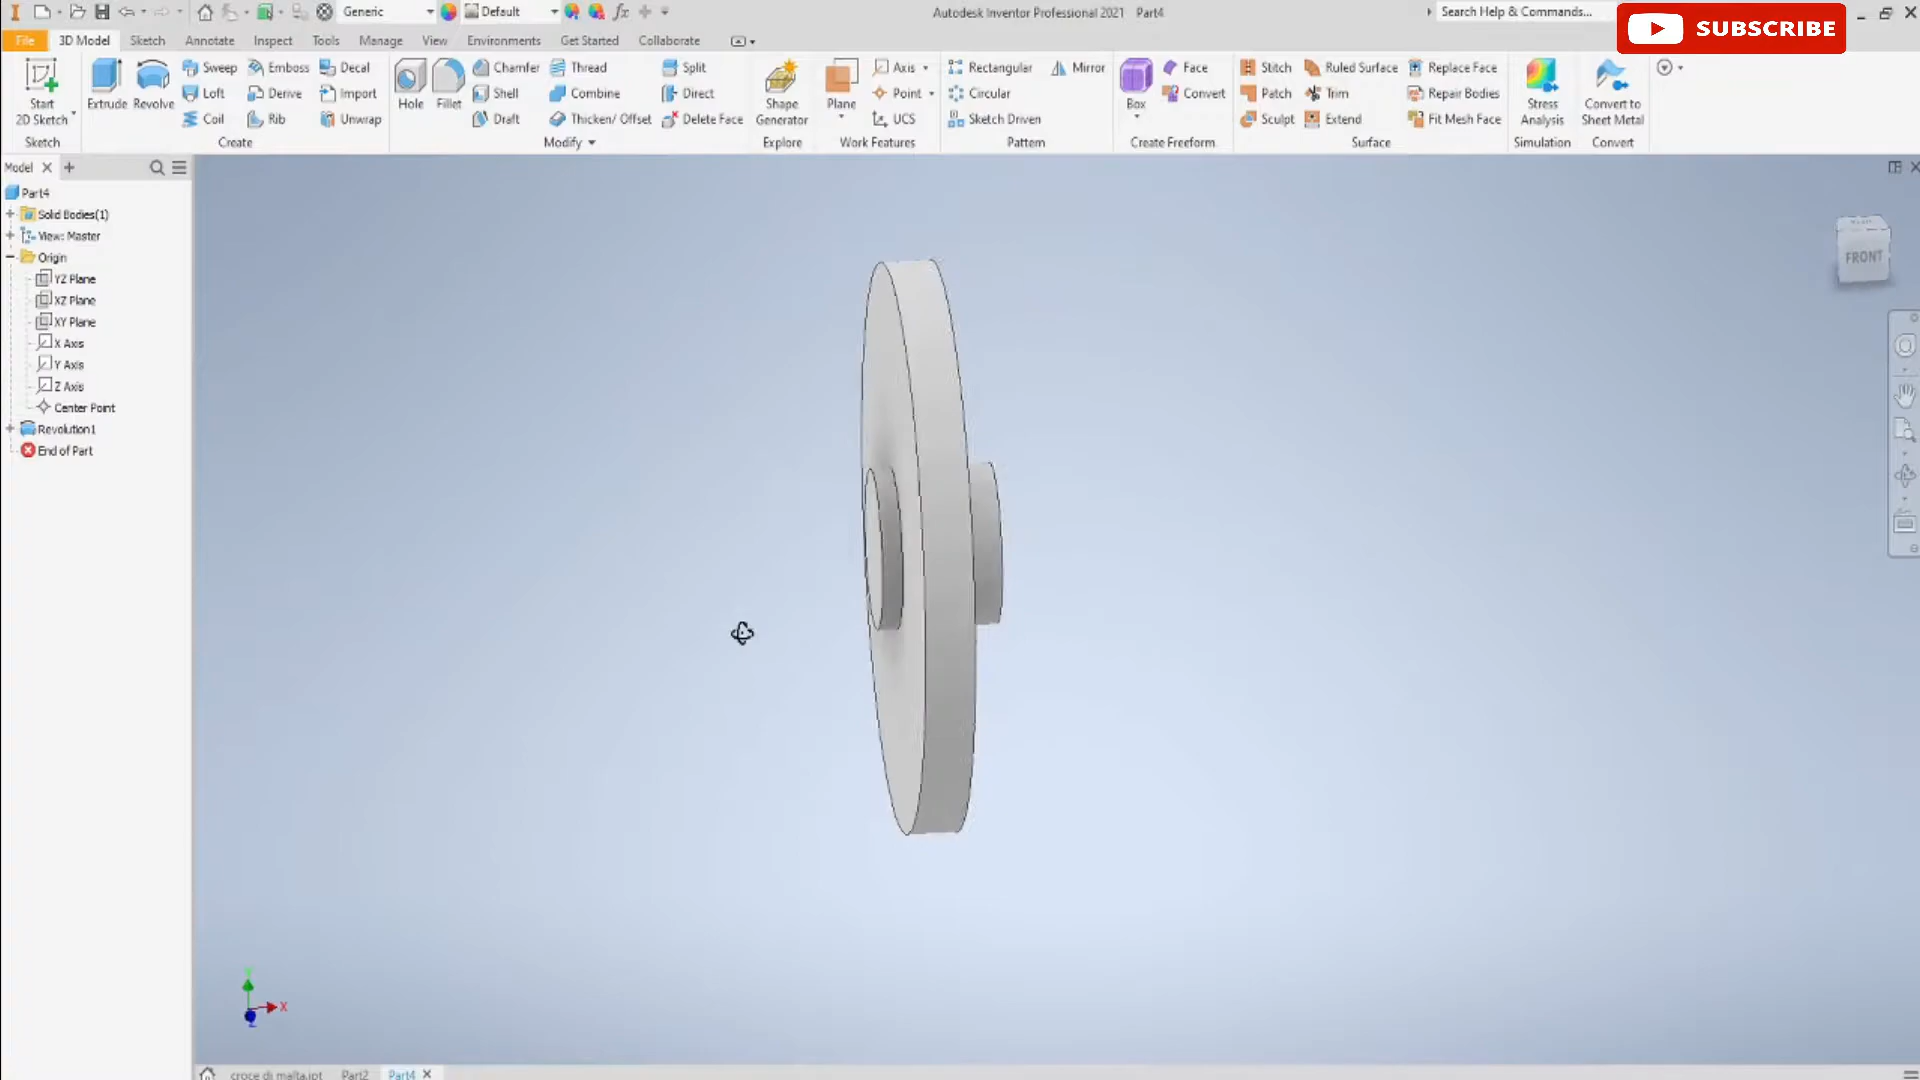 Generic Default fx Autodesk Inventor Professional 2021 Part4 Search Help & Commands...
SUBSCRIBE
File 3D Model Sketch Annotate Inspect Tools Manage View Environments Get Started Collaborate
Start
2D Sketch
Extrude
Revolve
Sweep Emboss Decal
Loft Derive Import
Coil Rib Unwrap
Hole
Fillet
Chamfer Thread Split
Shell Combine Direct
Draft Thicken/ Offset Delete Face
Shape
Generator
Plane
Axis
Point
UCS
Rectangular Mirror
Circular
Sketch Driven
Box
Face
Convert
Stitch Ruled Surface Replace Face
Patch Trim Repair Bodies
Sculpt Extend Fit Mesh Face
Stress
Analysis
Convert to
Sheet Metal
Sketch Create Modify Explore Work Features Pattern Create Freeform Surface Simulation Convert
Model
Part4
Solid Bodies(1)
View: Master
Origin
YZ Plane
XZ Plane
XY Plane
X Axis
Y Axis
Z Axis
Center Point
Revolution1
End of Part
FRONT
Y
X
Z
croce di malta.ipt Part2 Part4